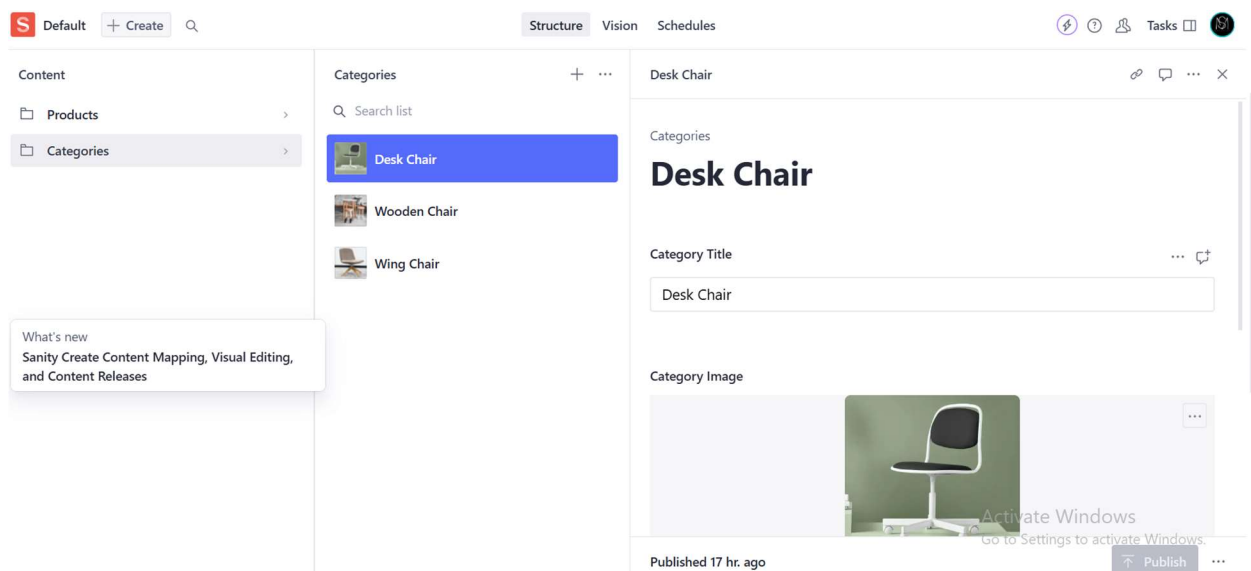 S Default Create Structure Vision Schedules Tasks
Content
Products
Categories
What's new
Sanity Create Content Mapping, Visual Editing,
and Content Releases
Categories
Search list
Desk Chair
Wooden Chair
Wing Chair
Desk Chair
Categories
Desk Chair
Category Title
Desk Chair
Category Image
Activate Windows
Go to Settings to activate Windows.
Published 17 hr. ago
Publish